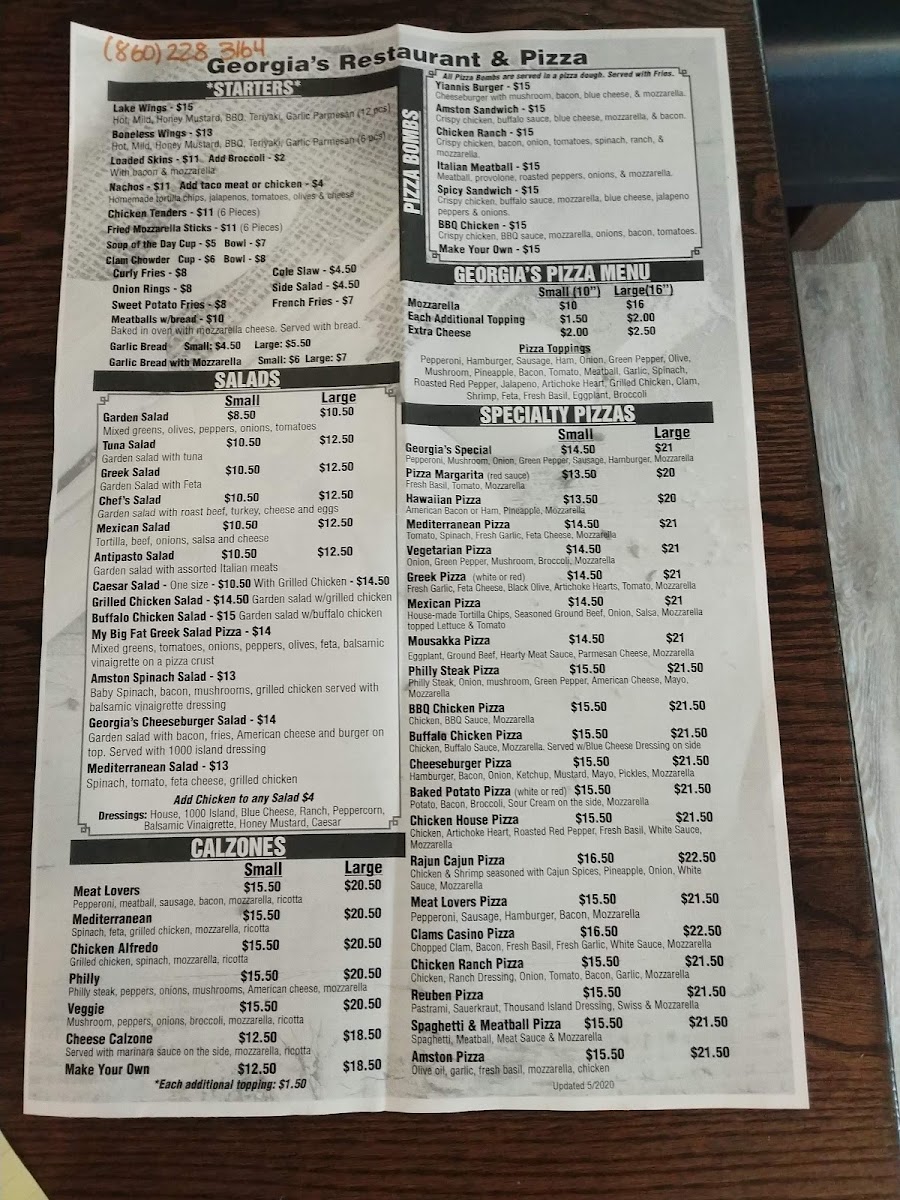 (860) 228 3164
Georgia's Restaurant & Pizza
*STARTERS*
Lake Wings - $15
Hot, Mild, Honey Mustard, BBQ, Teriyaki, Garlic Parmesan (12 pcs)
Boneless Wings - $13
Hot, Mild, Honey Mustard, BBQ, Teriyaki, Garlic Parmesan (6 pcs)
Loaded Skins - $11 Add Broccoli - $2
With bacon & mozzarella
Nachos - $11 Add taco meat or chicken - $4
Homemade tortilla chips, jalapenos, tomatoes, olives & cheese
Chicken Tenders - $11 (6 Pieces)
Fried Mozzarella Sticks - $11 (6 Pieces)
Soup of the Day Cup - $5 Bowl - $7
Clam Chowder Cup - $6 Bowl - $8
Curly Fries - $8 Cole Slaw - $4.50
Onion Rings - $8 Side Salad - $4.50
Sweet Potato Fries - $8 French Fries - $7
Meatballs w/bread - $10
Baked in oven with mozzarella cheese. Served with bread.
Garlic Bread Small: $4.50 Large: $5.50
Garlic Bread with Mozzarella Small: $6 Large: $7
SALADS
Small Large
Garden Salad $8.50 $10.50
Mixed greens, olives, peppers, onions, tomatoes
Tuna Salad $10.50 $12.50
Garden salad with tuna
Greek Salad $10.50 $12.50
Garden Salad with Feta
Chef's Salad $10.50 $12.50
Garden salad with roast beef, turkey, cheese and eggs
Mexican Salad $10.50 $12.50
Tortilla, beef, onions, salsa and cheese
Antipasto Salad $10.50 $12.50
Garden salad with assorted Italian meats
Caesar Salad - One size - $10.50 With Grilled Chicken - $14.50
Grilled Chicken Salad - $14.50 Garden salad w/grilled chicken
Buffalo Chicken Salad - $15 Garden salad w/buffalo chicken
My Big Fat Greek Salad Pizza - $14
Mixed greens, tomatoes, onions, peppers, olives, feta, balsamic
vinaigrette on a pizza crust
Amston Spinach Salad - $13
Baby Spinach, bacon, mushrooms, grilled chicken served with
balsamic vinaigrette dressing
Georgia's Cheeseburger Salad - $14
Garden salad with bacon, fries, American cheese and burger on
top. Served with 1000 island dressing
Mediterranean Salad - $13
Spinach, tomato, feta cheese, grilled chicken
Add Chicken to any Salad $4
Dressings: House, 1000 Island, Blue Cheese, Ranch, Peppercorn,
Balsamic Vinaigrette, Honey Mustard, Caesar
CALZONES
Small Large
Meat Lovers $15.50 $20.50
Pepperoni, meatball, sausage, bacon, mozzarella, ricotta
Mediterranean $15.50 $20.50
Spinach, feta, grilled chicken, mozzarella, ricotta
Chicken Alfredo $15.50 $20.50
Grilled chicken, spinach, mozzarella, ricotta
Philly $15.50 $20.50
Philly steak, peppers, onions, mushrooms, American cheese, mozzarella
Veggie $15.50 $20.50
Mushroom, peppers, onions, broccoli, mozzarella, ricotta
Cheese Calzone $12.50 $18.50
Served with marinara sauce on the side, mozzarella, ricotta
Make Your Own $12.50 $18.50
*Each additional topping: $1.50
PIZZA BOMBS
All Pizza Bombs are served in a pizza dough. Served with Fries.
Yiannis Burger - $15
Cheeseburger with mushroom, bacon, blue cheese, & mozzarella.
Amston Sandwich - $15
Crispy chicken, buffalo sauce, blue cheese, mozzarella, & bacon.
Chicken Ranch - $15
Crispy chicken, bacon, onion, tomatoes, spinach, ranch, &
mozzarella.
Italian Meatball - $15
Meatball, provolone, roasted peppers, onions, & mozzarella.
Spicy Sandwich - $15
Crispy chicken, buffalo sauce, mozzarella, blue cheese, jalapeno
peppers & onions.
BBQ Chicken - $15
Crispy chicken, BBQ sauce, mozzarella, onions, bacon, tomatoes.
Make Your Own - $15
GEORGIA'S PIZZA MENU
Small (10") Large(16")
Mozzarella $10 $16
Each Additional Topping $1.50 $2.00
Extra Cheese $2.00 $2.50
Pizza Toppings
Pepperoni, Hamburger, Sausage, Ham, Onion, Green Pepper, Olive,
Mushroom, Pineapple, Bacon, Tomato, Meatball, Garlic, Spinach,
Roasted Red Pepper, Jalapeno, Artichoke Heart, Grilled Chicken, Clam,
Shrimp, Feta, Fresh Basil, Eggplant, Broccoli
SPECIALTY PIZZAS
Small Large
Georgia's Special $14.50 $21
Pepperoni, Mushroom, Onion, Green Pepper, Sausage, Hamburger, Mozzarella
Pizza Margarita (red sauce) $13.50 $20
Fresh Basil, Tomato, Mozzarella
Hawaiian Pizza $13.50 $20
American Bacon or Ham, Pineapple, Mozzarella
Mediterranean Pizza $14.50 $21
Tomato, Spinach, Fresh Garlic, Feta Cheese, Mozzarella
Vegetarian Pizza $14.50 $21
Onion, Green Pepper, Mushroom, Broccoli, Mozzarella
Greek Pizza (white or red) $14.50 $21
Fresh Garlic, Feta Cheese, Black Olive, Artichoke Hearts, Tomato, Mozzarella
Mexican Pizza $14.50 $21
House-made Tortilla Chips, Seasoned Ground Beef, Onion, Salsa, Mozzarella
topped Lettuce & Tomato
Mousakka Pizza $14.50 $21
Eggplant, Ground Beef, Hearty Meat Sauce, Parmesan Cheese, Mozzarella
Philly Steak Pizza $15.50 $21.50
Philly Steak, Onion, mushroom, Green Pepper, American Cheese, Mayo,
Mozzarella
BBQ Chicken Pizza $15.50 $21.50
Chicken, BBQ Sauce, Mozzarella
Buffalo Chicken Pizza $15.50 $21.50
Chicken, Buffalo Sauce, Mozzarella. Served w/Blue Cheese Dressing on side
Cheeseburger Pizza $15.50 $21.50
Hamburger, Bacon, Onion, Ketchup, Mustard, Mayo, Pickles, Mozzarella
Baked Potato Pizza (white or red) $15.50 $21.50
Potato, Bacon, Broccoli, Sour Cream on the side, Mozzarella
Chicken House Pizza $15.50 $21.50
Chicken, Artichoke Heart, Roasted Red Pepper, Fresh Basil, White Sauce,
Mozzarella
Rajun Cajun Pizza $16.50 $22.50
Chicken & Shrimp seasoned with Cajun Spices, Pineapple, Onion, White
Sauce, Mozzarella
Meat Lovers Pizza $15.50 $21.50
Pepperoni, Sausage, Hamburger, Bacon, Mozzarella
Clams Casino Pizza $16.50 $22.50
Chopped Clam, Bacon, Fresh Basil, Fresh Garlic, White Sauce, Mozzarella
Chicken Ranch Pizza $15.50 $21.50
Chicken, Ranch Dressing, Onion, Tomato, Bacon, Garlic, Mozzarella
Reuben Pizza $15.50 $21.50
Pastrami, Sauerkraut, Thousand Island Dressing, Swiss & Mozzarella
Spaghetti & Meatball Pizza $15.50 $21.50
Spaghetti, Meatball, Meat Sauce & Mozzarella
Amston Pizza $15.50 $21.50
Olive oil, garlic, fresh basil, mozzarella, chicken
Updated 5/2020